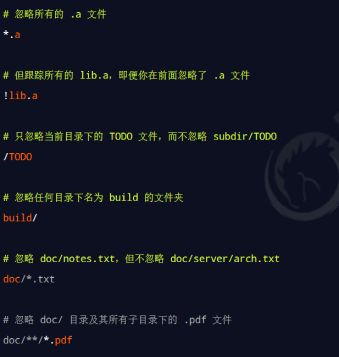 # 忽略所有的 .a 文件
*.a
# 但跟踪所有的 lib.a，即便你在前面忽略了 .a 文件
!lib.a
# 只忽略当前目录下的 TODO 文件，而不忽略 subdir/TODO
/TODO
# 忽略任何目录下名为 build 的文件夹
build/
# 忽略 doc/notes.txt，但不忽略 doc/server/arch.txt
doc/*.txt
# 忽略 doc/ 目录及其所有子目录下的 .pdf 文件
doc/**/*.pdf